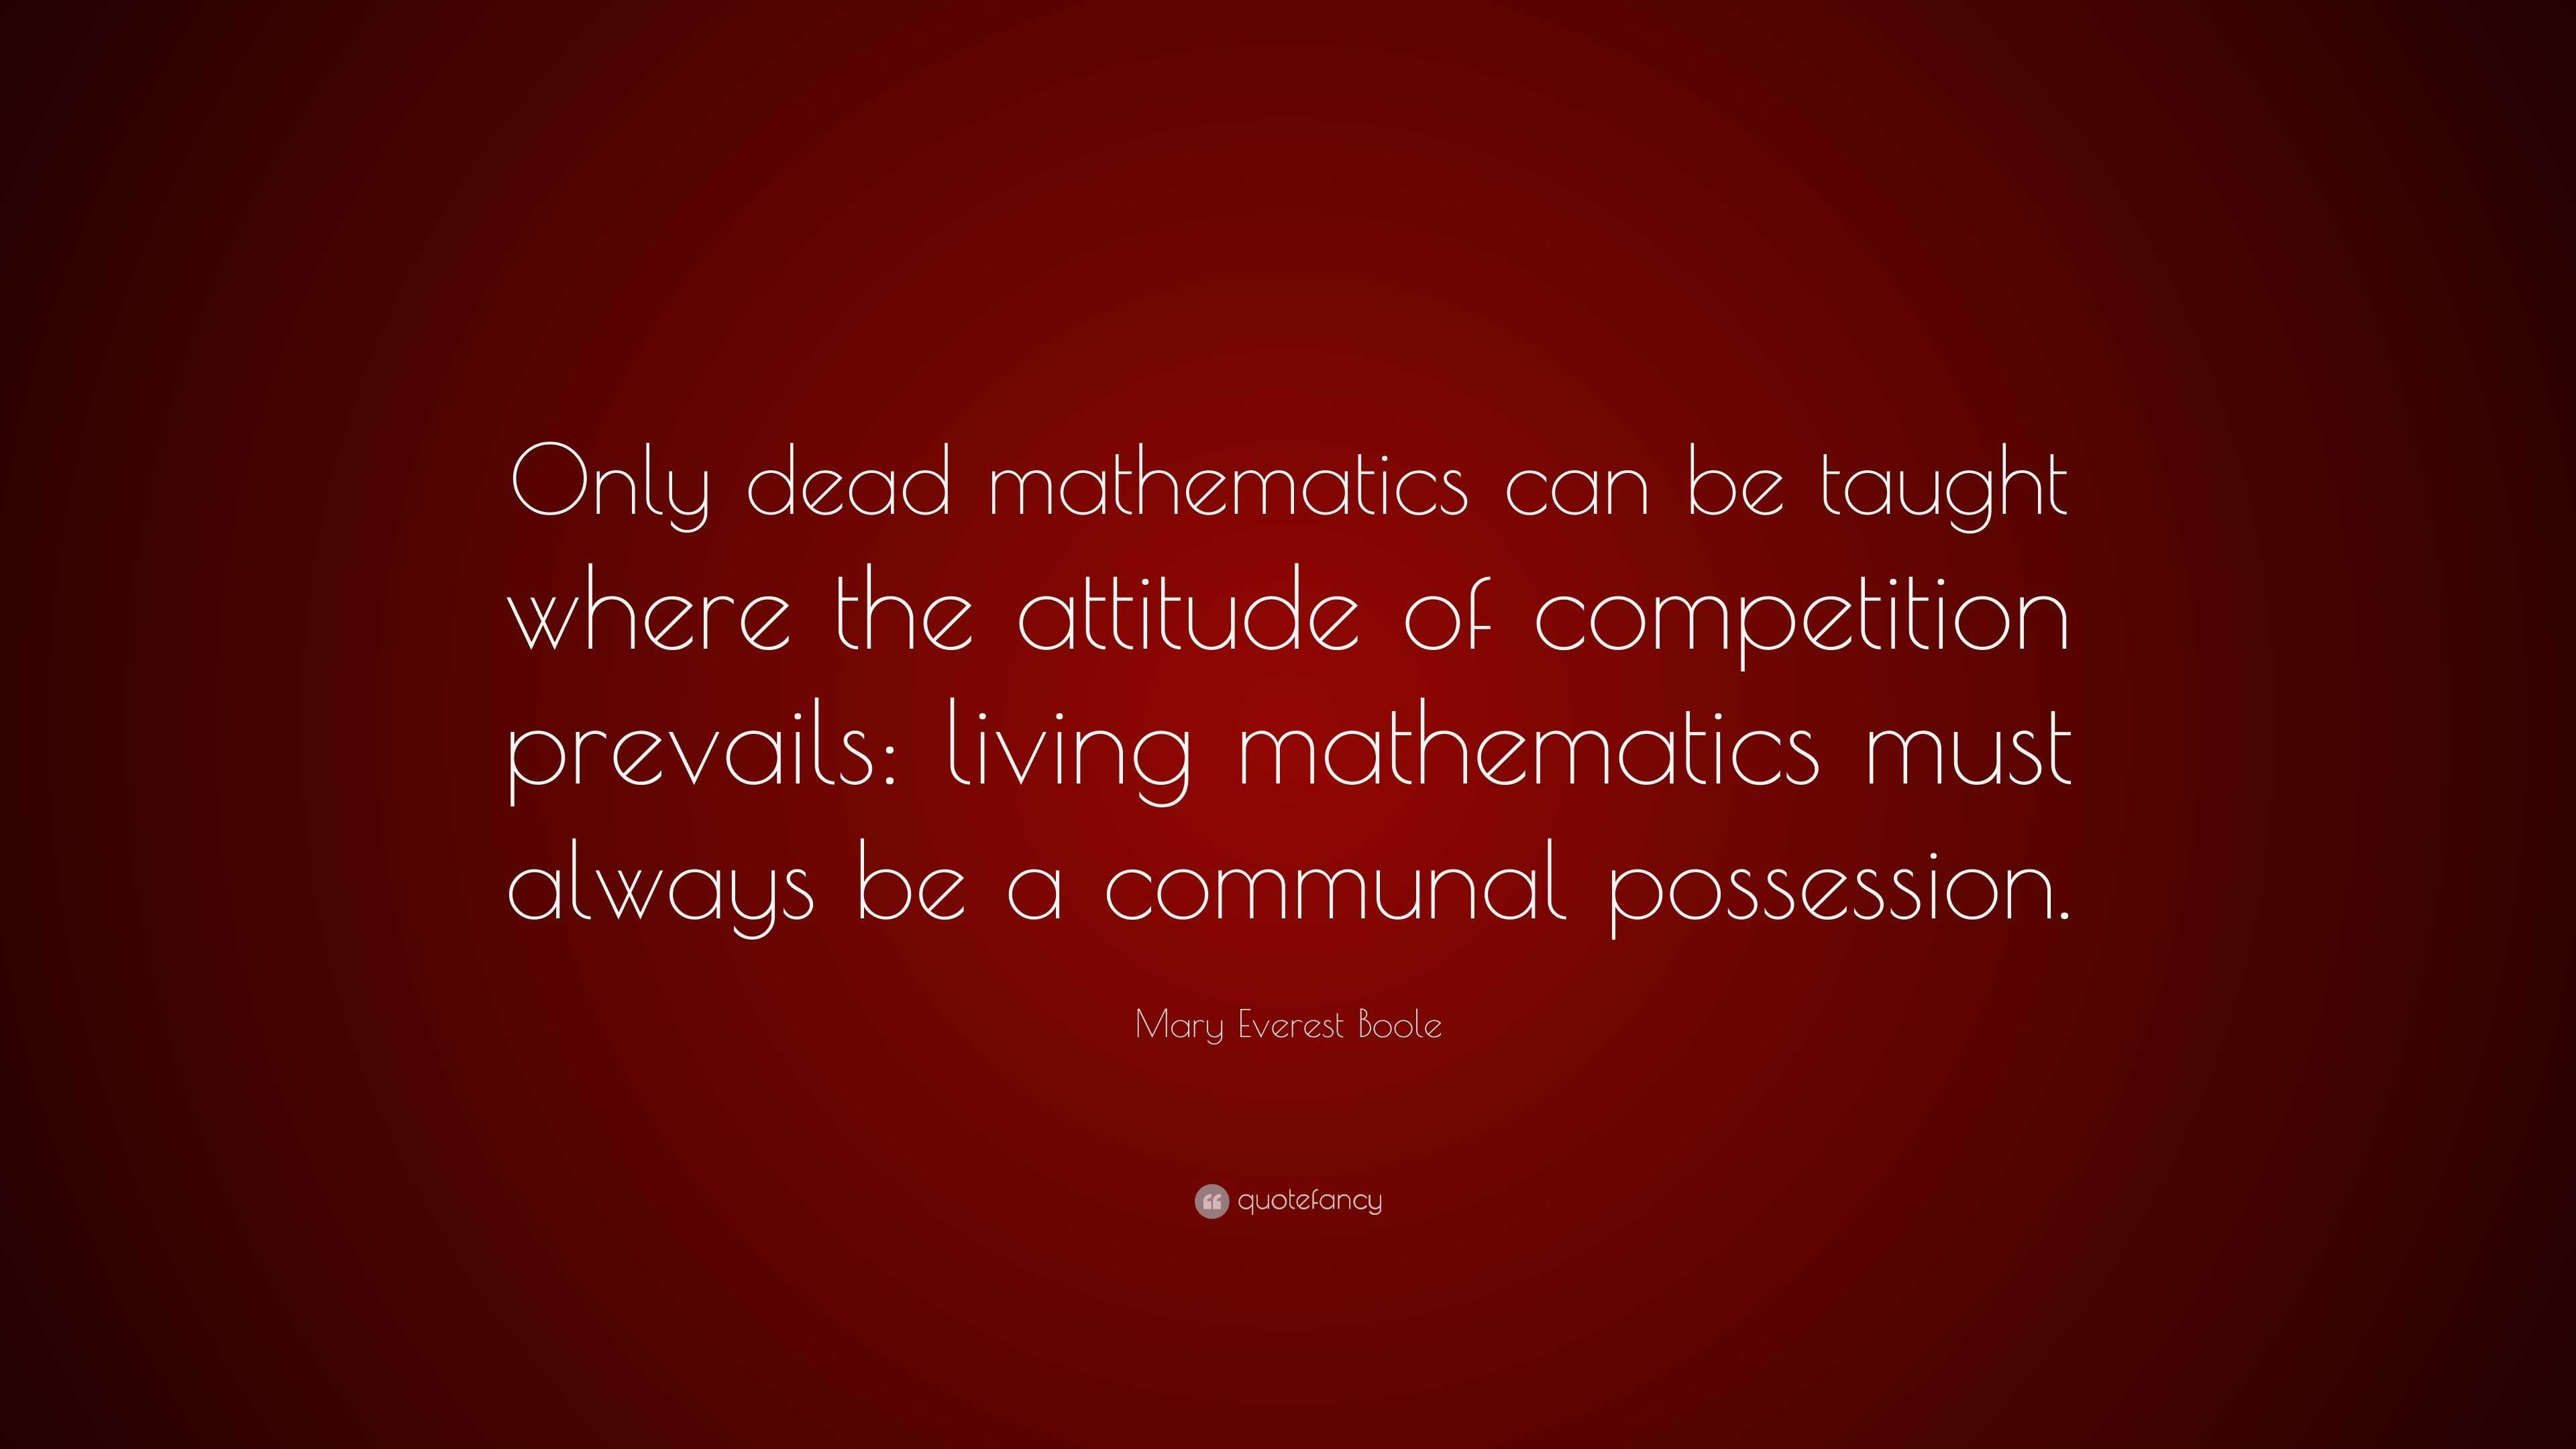 Only dead mathematics can be taught
where the attitude of competition
prevails: living mathematics must
always be a communal possession.
Mary Everest Boole
quotefancy